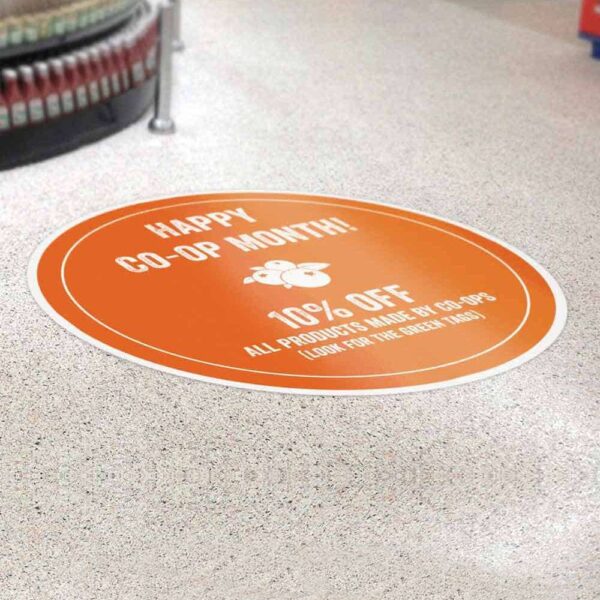 HAPPY
CO-OP MONTH!
10% OFF
ALL PRODUCTS MADE BY CO-OPS
(LOOK FOR THE GREEN TAGS)